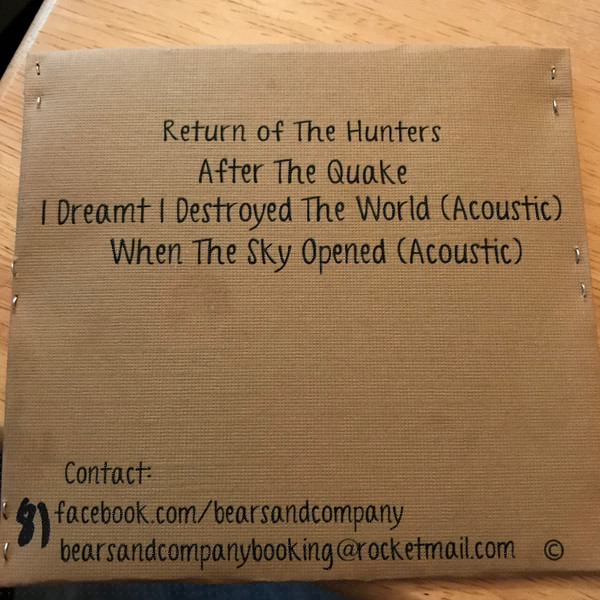 Return of The Hunters
After The Quake
I Dreamt I Destroyed The World (Acoustic)
When The Sky Opened (Acoustic)
Contact:
facebook.com/bearsandcompany
81
bearsandcompanybooking@rocketmail.com ©